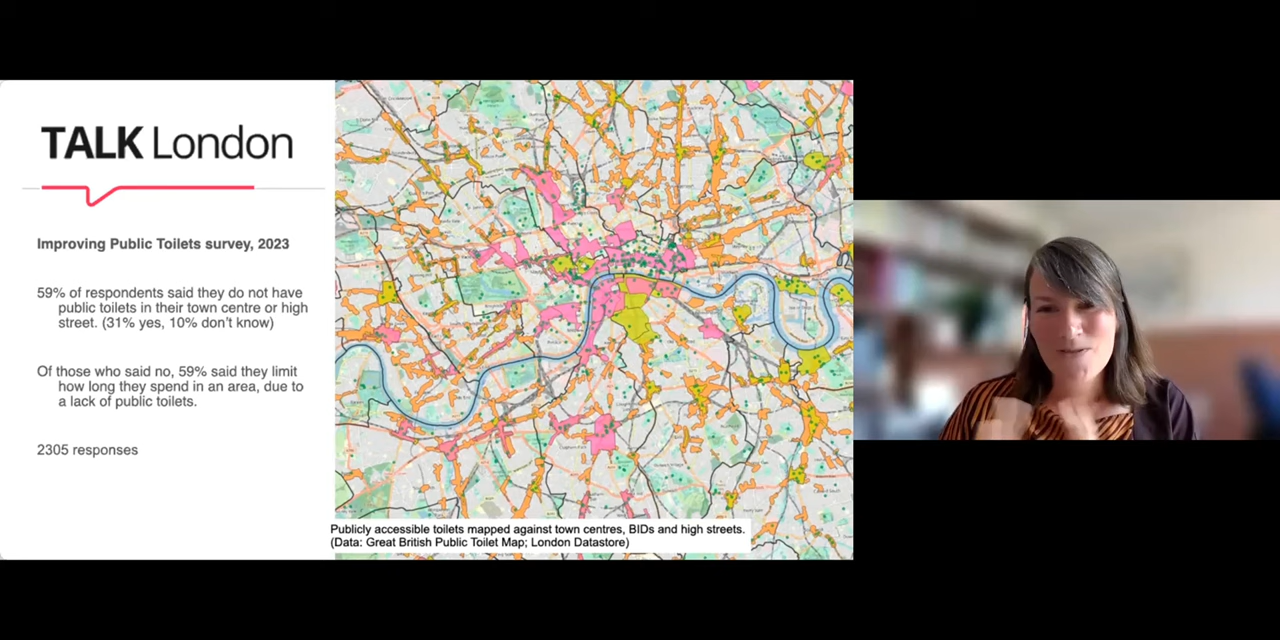 TALK London
Improving Public Toilets survey, 2023
59% of respondents said they do not have
public toilets in their town centre or high
street. (31% yes, 10% don't know)
Of those who said no, 59% said they limit
how long they spend in an area, due to
a lack of public toilets.
2305 responses
Publicly accessible toilets mapped against town centres, BIDs and high streets.
(Data: Great British Public Toilet Map; London Datastore)